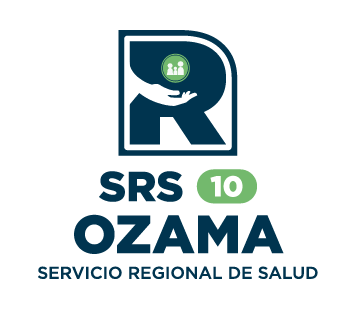 R
SRS 10
OZAMA
SERVICIO REGIONAL DE SALUD